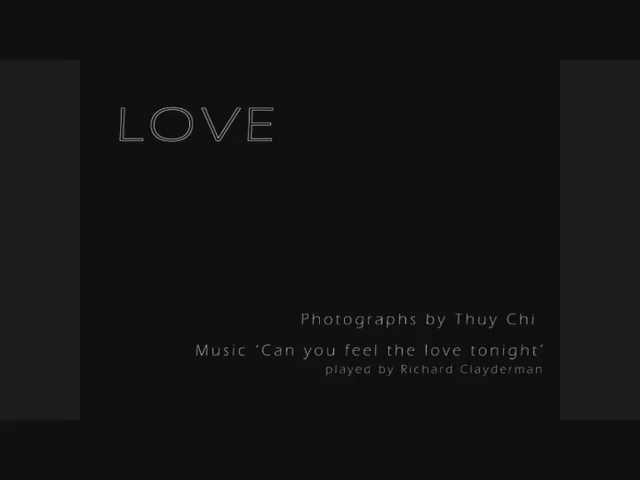 LOVE
Photographs by Thuy Chi
Music ‘Can you feel the love tonight’
played by Richard Clayderman